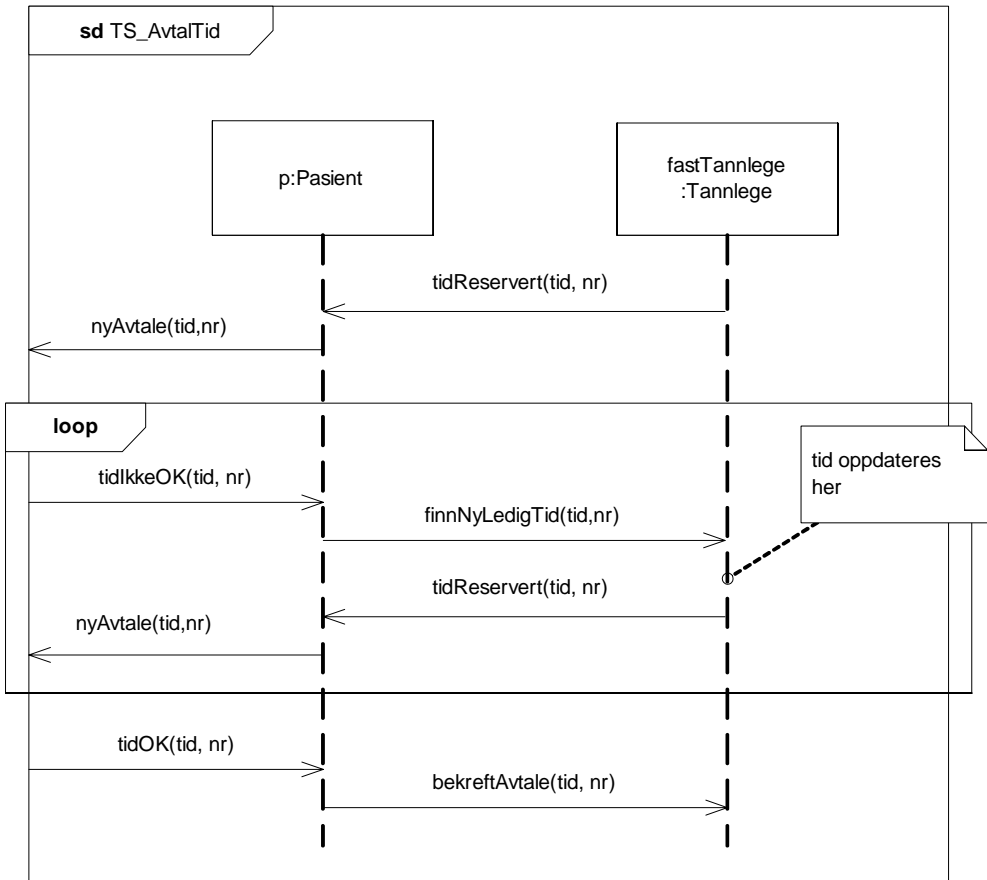 sd TS_AvtalTid
p:Pasient
fastTannlege
:Tannlege
tidReservert(tid, nr)
nyAvtale(tid,nr)
loop
tid oppdateres
her
tidIkkeOK(tid, nr)
finnNyLedigTid(tid,nr)
tidReservert(tid, nr)
nyAvtale(tid,nr)
tidOK(tid, nr)
bekreftAvtale(tid, nr)